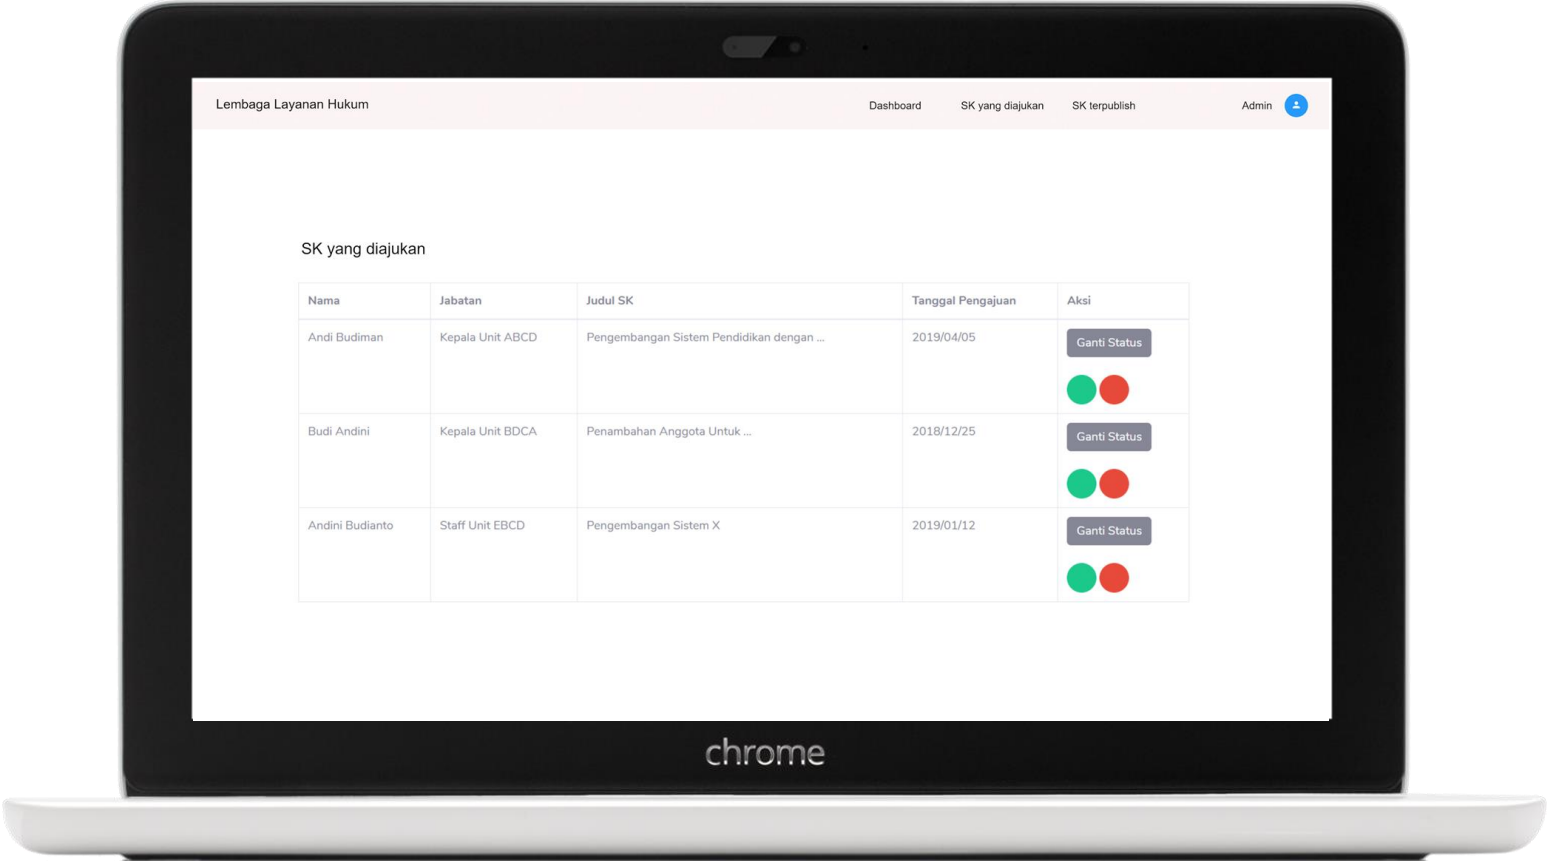 Lembaga Layanan Hukum
Dashboard
SK yang diajukan
SK terpublish
Admin
SK yang diajukan
Nama Jabatan Judul SK Tanggal Pengajuan Aksi
Andi Budiman Kepala Unit ABCD Pengembangan Sistem Pendidikan dengan ... 2019/04/05 Ganti Status
Budi Andini Kepala Unit BDCA Penambahan Anggota Untuk ... 2018/12/25 Ganti Status
Andini Budianto Staff Unit EBCD Pengembangan Sistem X 2019/01/12 Ganti Status
chrome